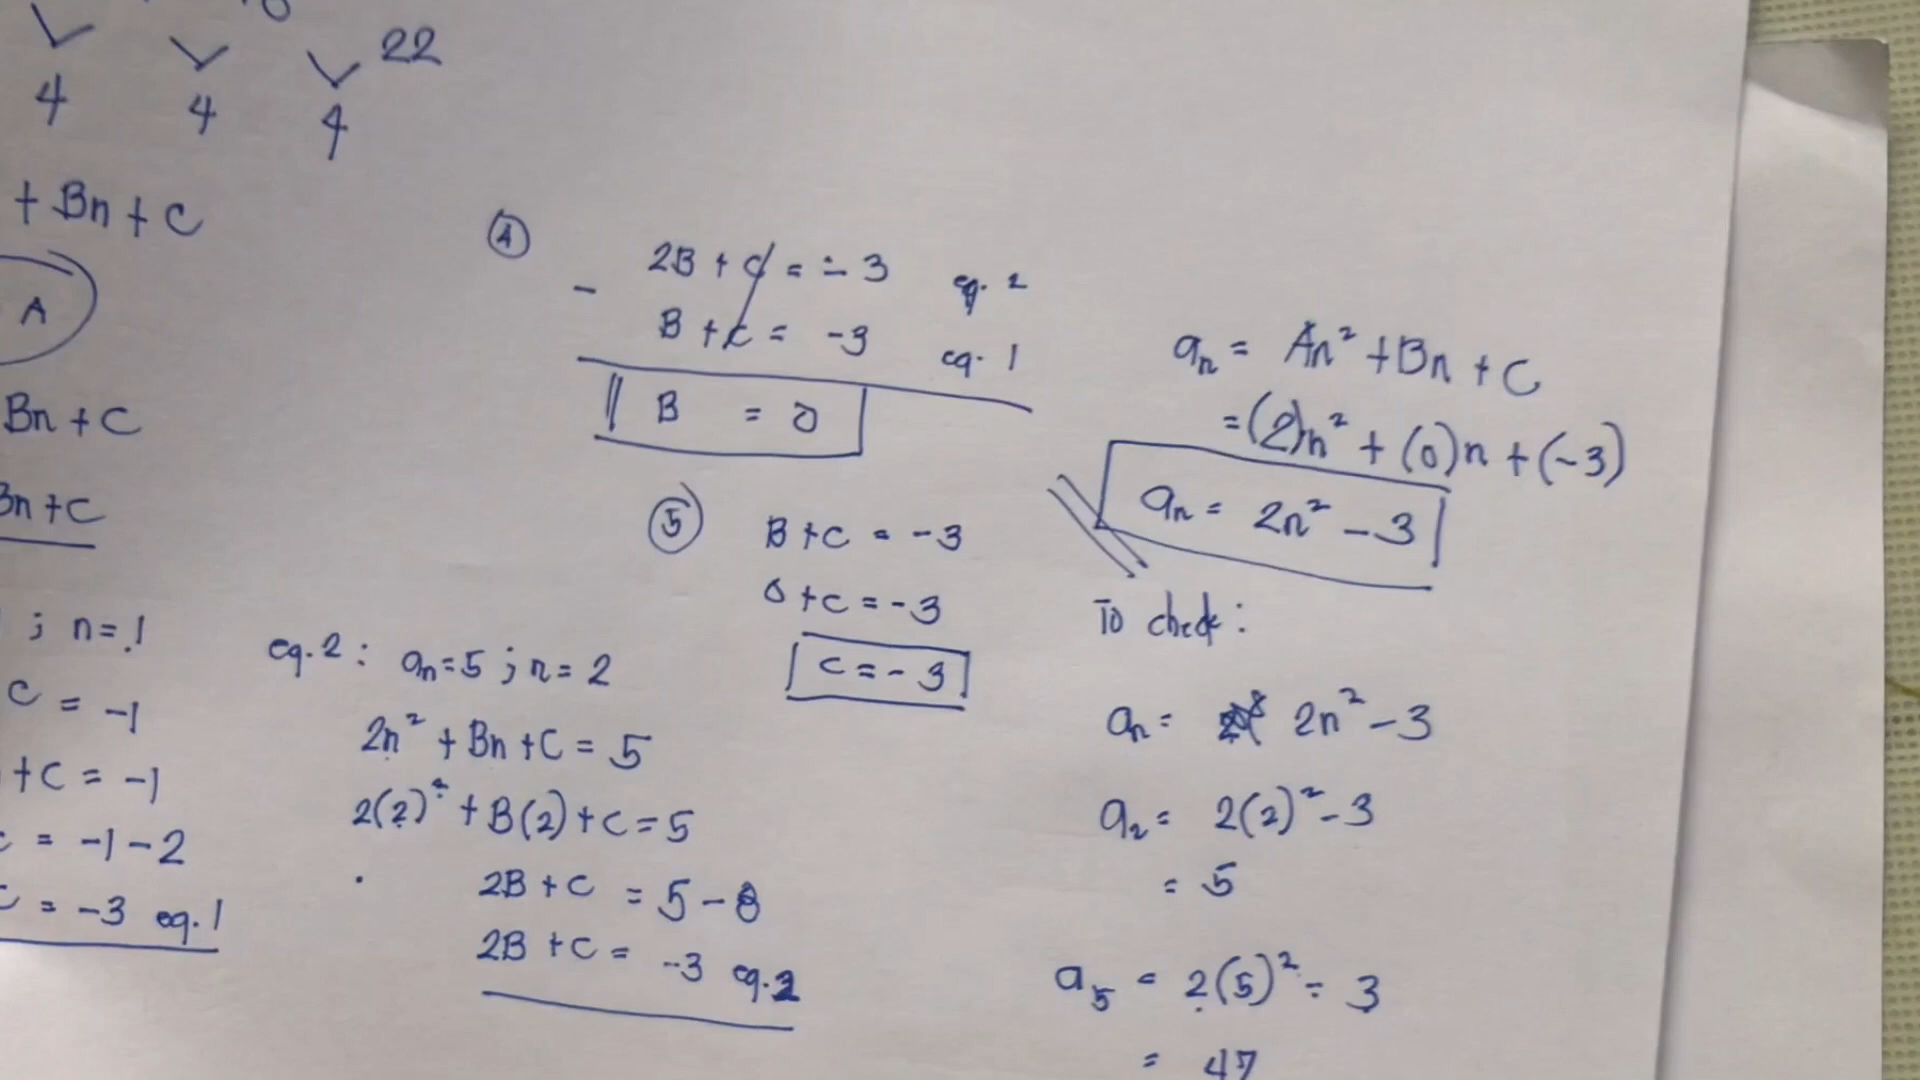 22
4 4 4
+ Bn + C
A
Bn + C
Bn + C
; n = 1
C = -1
+ C = -1
C = -1 - 2
C = -3 eq. 1
eq. 2 : an = 5 ; n = 2
2n² + Bn + C = 5
2(2)² + B(2) + C = 5
2B + C = 5 - 8
2B + C = -3 eq. 2
4
2B + C = -3 eq. 2
- B + C = -3 eq. 1
B = 0
5
B + C = -3
0 + C = -3
C = -3
an = An² + Bn + C
= (2)n² + (0)n + (-3)
an = 2n² - 3
To check :
an = 2n² - 3
a2 = 2(2)² - 3
= 5
a5 = 2(5)² - 3
= 47